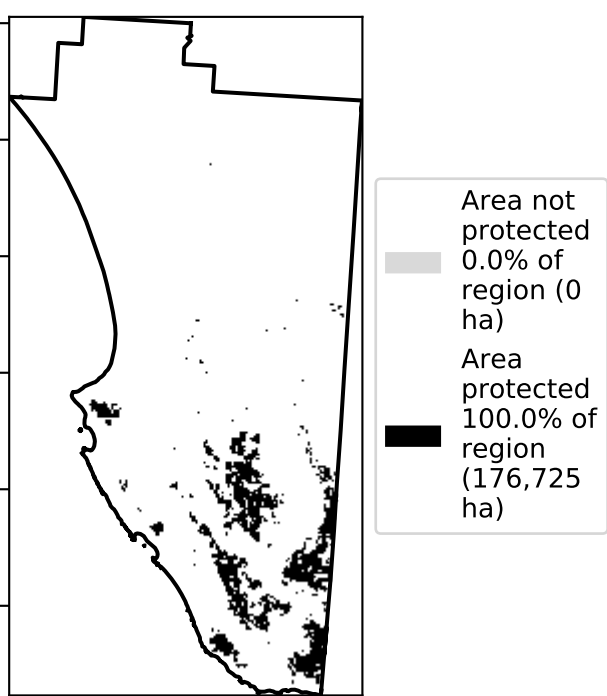 Area not
protected
0.0% of
region (0
ha)
Area
protected
100.0% of
region
(176,725
ha)